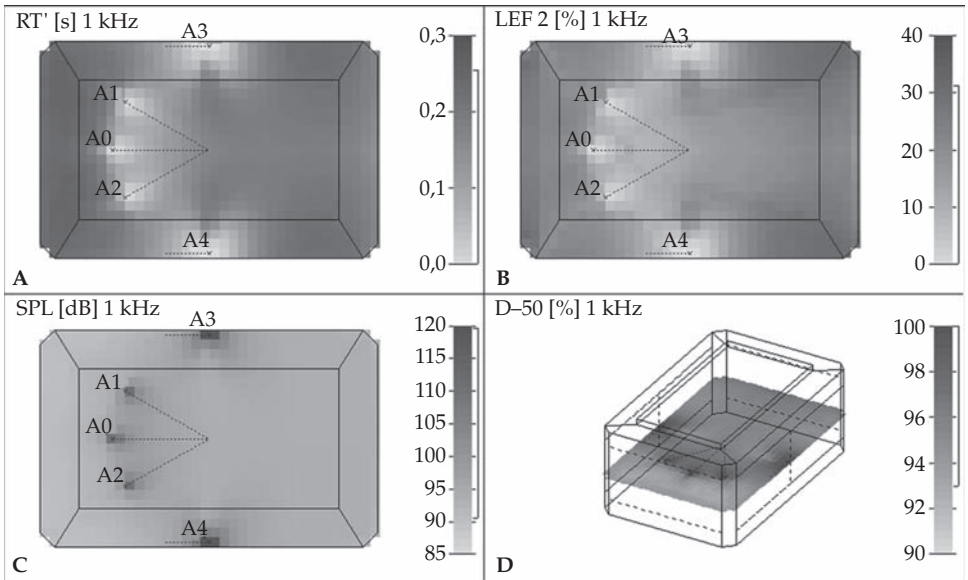 RT' [s] 1 kHz
A3
A1
A0
A2
A4
0,3
0,2
0,1
0,0
A
LEF 2 [%] 1 kHz
A3
A1
A0
A2
A4
40
30
20
10
0
B
SPL [dB] 1 kHz
A3
A1
A0
A2
A4
120
115
110
105
100
95
90
85
C
D–50 [%] 1 kHz
100
98
96
94
92
90
D